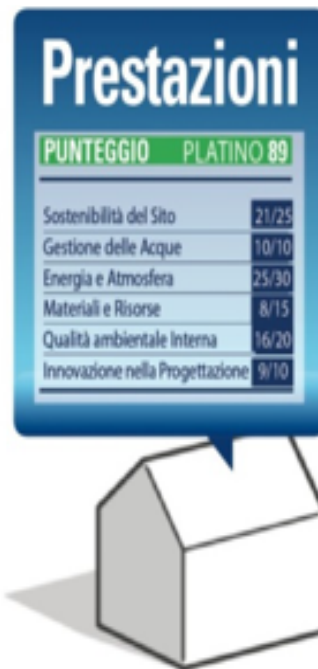 Prestazioni
PUNTEGGIO PLATINO 89
Sostenibilità del Sito 21/25
Gestione delle Acque 10/10
Energia e Atmosfera 25/30
Materiali e Risorse 8/15
Qualità ambientale Interna 16/20
Innovazione nella Progettazione 9/10